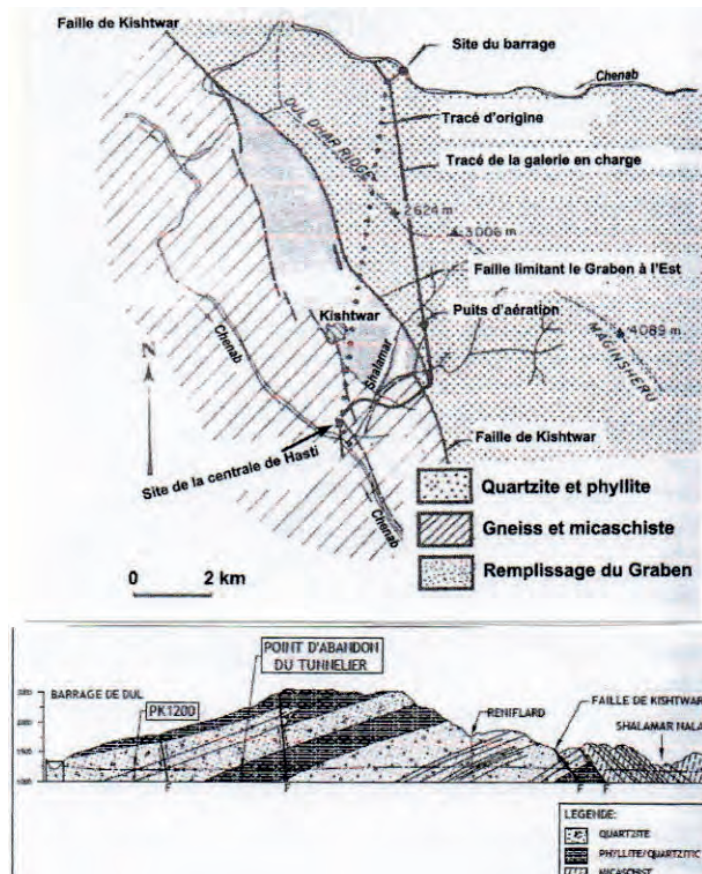 Faille de Kishtwar
Site du barrage
Chenab
Tracé d'origine
DUL DHAR RIDGE
Tracé de la galerie en charge
2624 m
3006 m
Faille limitant le Graben à l'Est
Kishtwar
Puits d'aération
Chenab
Shalamar
4089 m
MAGINSHERU
N
Faille de Kishtwar
Site de la centrale de Hasti
Chenab
Quartzite et phyllite
Gneiss et micaschiste
Remplissage du Graben
0 2 km
POINT D'ABANDON
DU TUNNELIER
BARRAGE DE DUL
PK1200
RENIFLARD
FAILLE DE KISHTWAR
SHALAMAR NALA
F F F F
LEGENDE:
QUARTZITE
PHYLLITE/QUARTZITIC
MICASCHIST